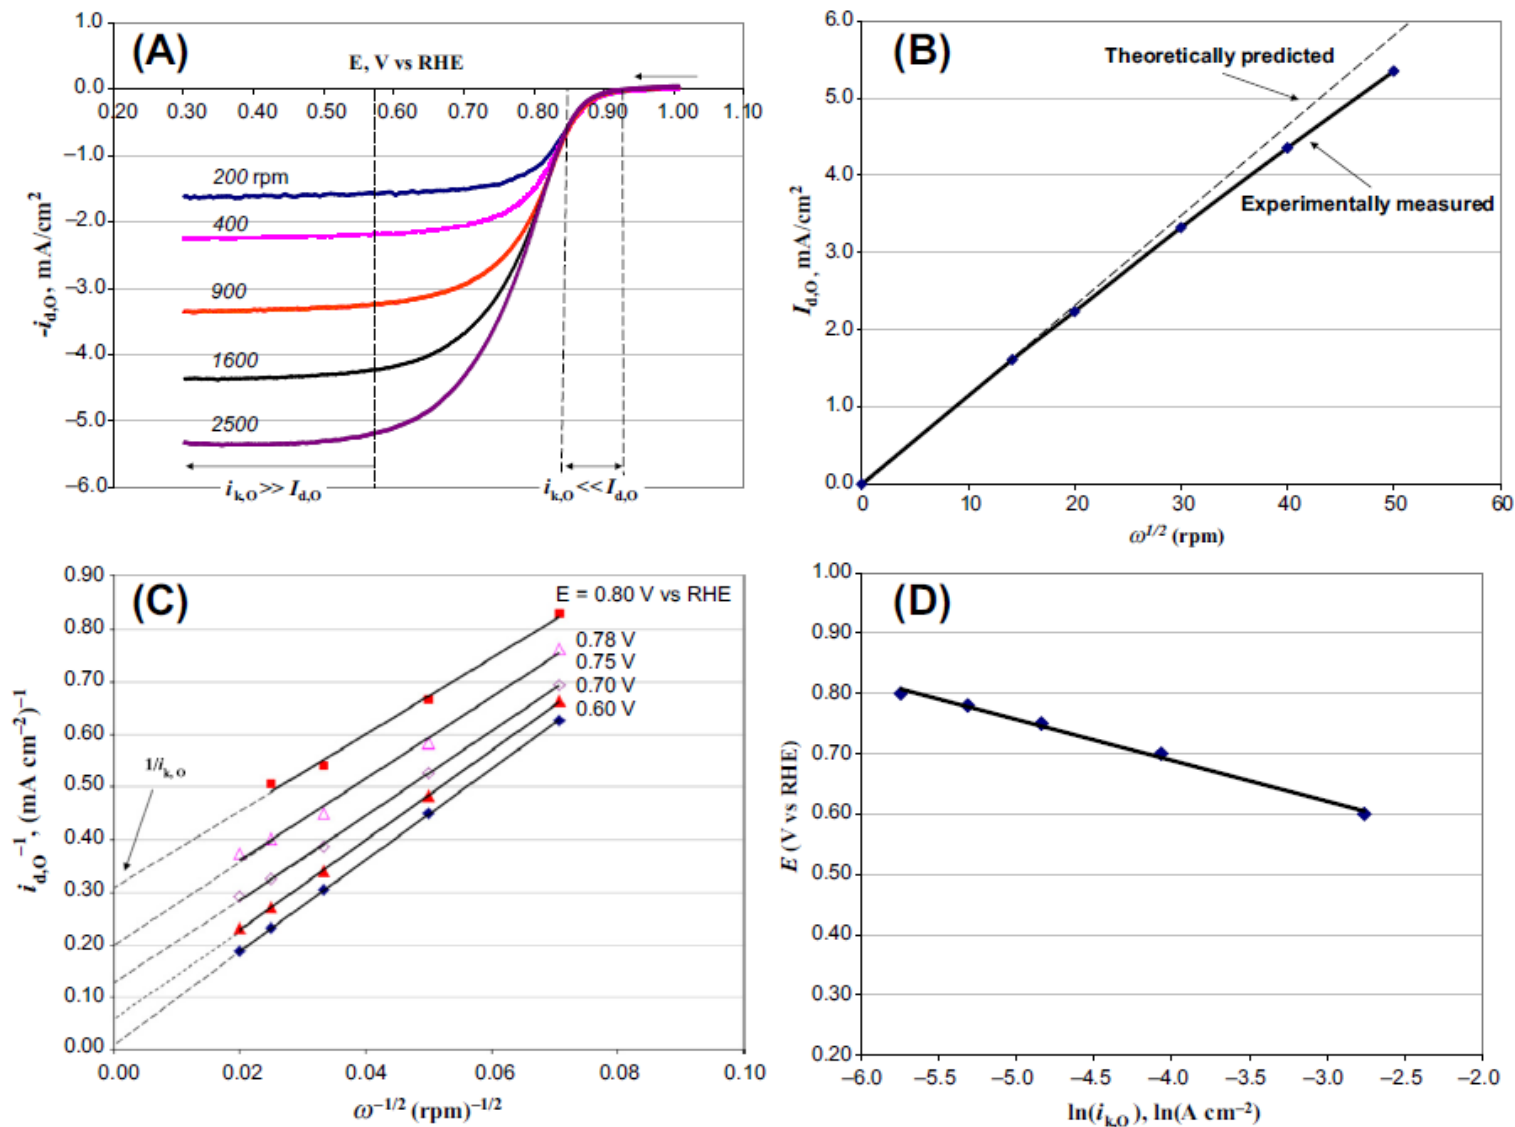 (A)
1.0
E, V vs RHE
0.0
0.20 0.30 0.40 0.50 0.60 0.70 0.80 0.90 1.00 1.10
–1.0
200 rpm
–2.0
400
–3.0
900
–4.0
1600
–5.0
2500
–6.0
-i_d,O, mA/cm²
i_k,O >> I_d,O
i_k,O << I_d,O
(B)
6.0
Theoretically predicted
5.0
4.0
Experimentally measured
3.0
2.0
1.0
0.0
I_d,O, mA/cm²
0 10 20 30 40 50 60
ω^1/2 (rpm)
(C)
0.90
E = 0.80 V vs RHE
0.80
0.78 V
0.75 V
0.70
0.70 V
0.60 V
0.60
0.50
1/i_k, O
0.40
0.30
0.20
0.10
0.00
i_d,O⁻¹, (mA cm⁻²)⁻¹
0.00 0.02 0.04 0.06 0.08 0.10
ω^–1/2 (rpm)^–1/2
(D)
1.00
0.90
0.80
0.70
0.60
0.50
0.40
0.30
0.20
E (V vs RHE)
–6.0 –5.5 –5.0 –4.5 –4.0 –3.5 –3.0 –2.5 –2.0
ln(i_k,O), ln(A cm⁻²)